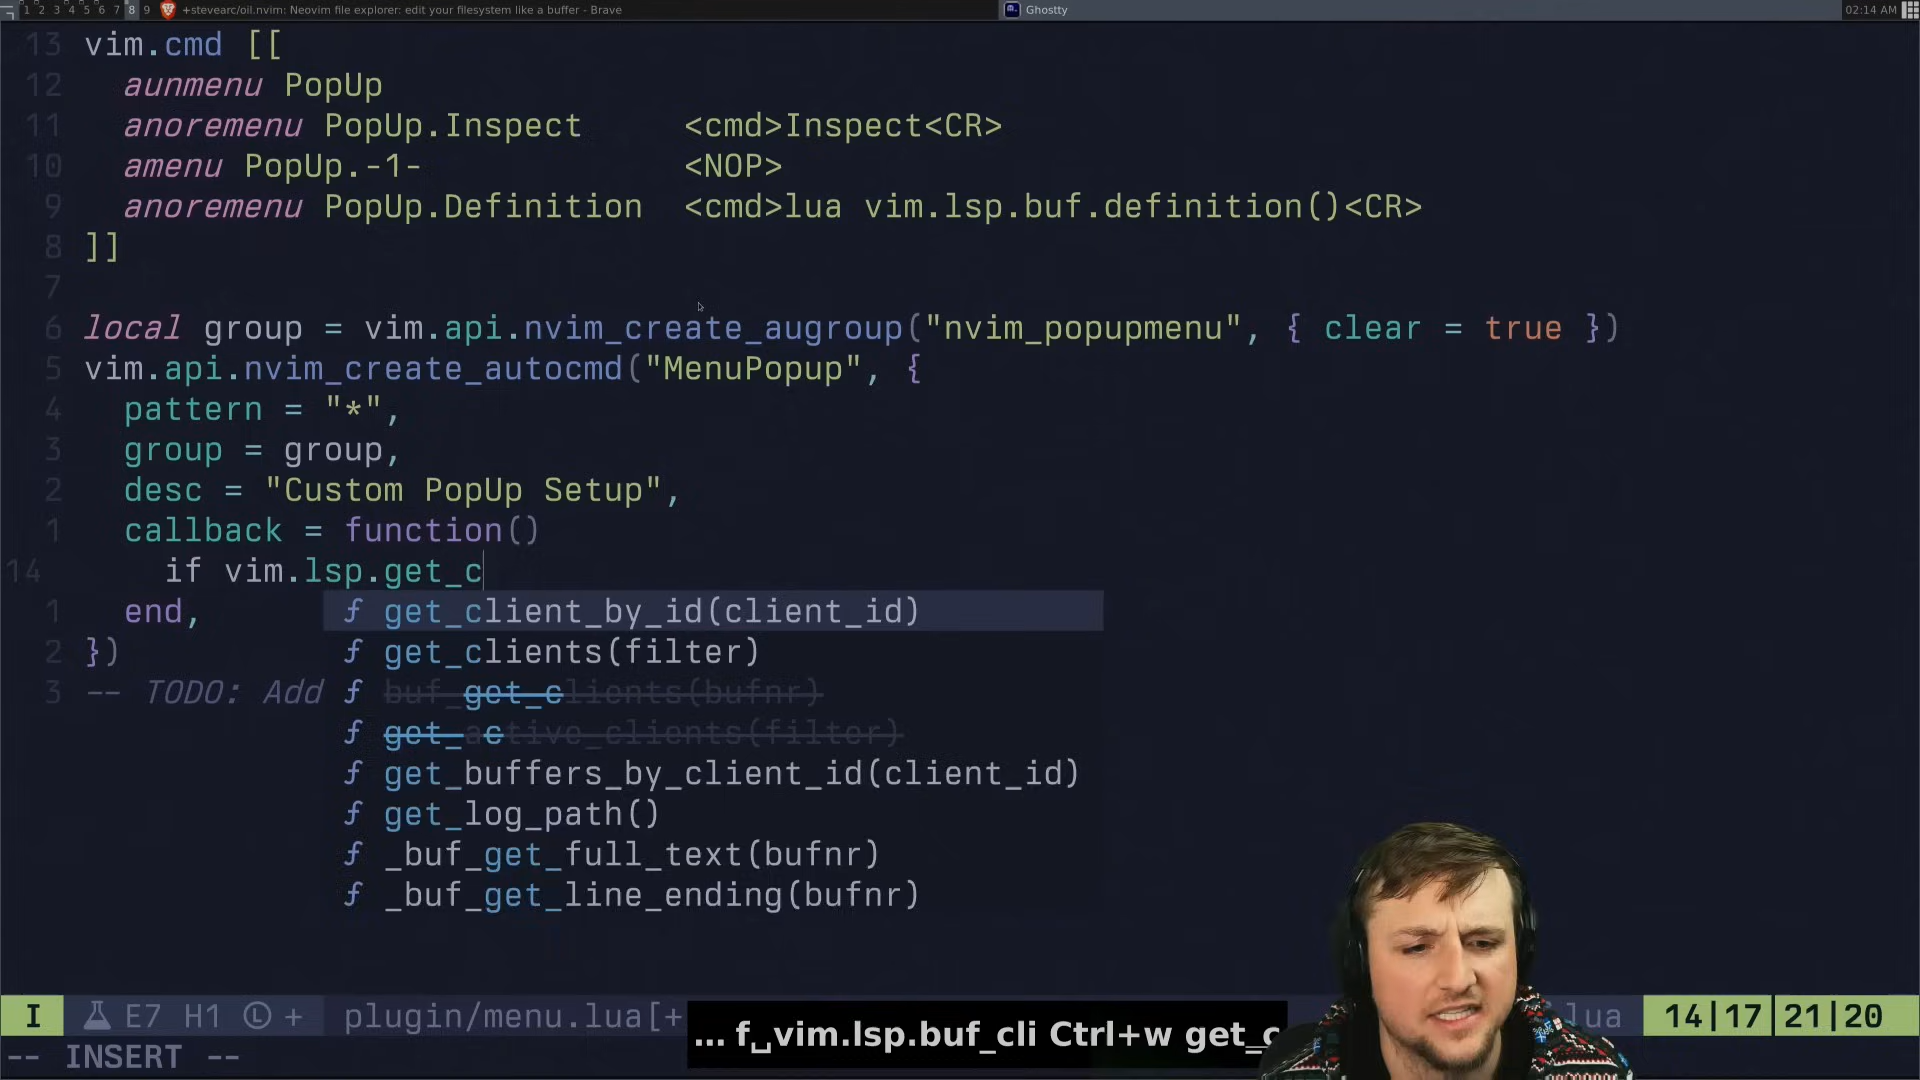 1 2 3 4 5 6 7 8 9 +stevearc/oil.nvim: Neovim file explorer: edit your filesystem like a buffer - Brave Ghostty 02:14 AM
13 vim.cmd [[
12 aunmenu PopUp
11 anoremenu PopUp.Inspect <cmd>Inspect<CR>
10 amenu PopUp.-1- <NOP>
9 anoremenu PopUp.Definition <cmd>lua vim.lsp.buf.definition()<CR>
8 ]]
7
6 local group = vim.api.nvim_create_augroup("nvim_popupmenu", { clear = true })
5 vim.api.nvim_create_autocmd("MenuPopup", {
4 pattern = "*",
3 group = group,
2 desc = "Custom PopUp Setup",
1 callback = function()
14 if vim.lsp.get_c
1 end, f get_client_by_id(client_id)
2 }) f get_clients(filter)
3 -- TODO: Add f buf_get_clients(bufnr)
f get_active_clients(filter)
f get_buffers_by_client_id(client_id)
f get_log_path()
f _buf_get_full_text(bufnr)
f _buf_get_line_ending(bufnr)
I E7 H1 L + plugin/menu.lua[+ lua 14|17|21|20
... f␣vim.lsp.buf_cli Ctrl+w get_c
-- INSERT --